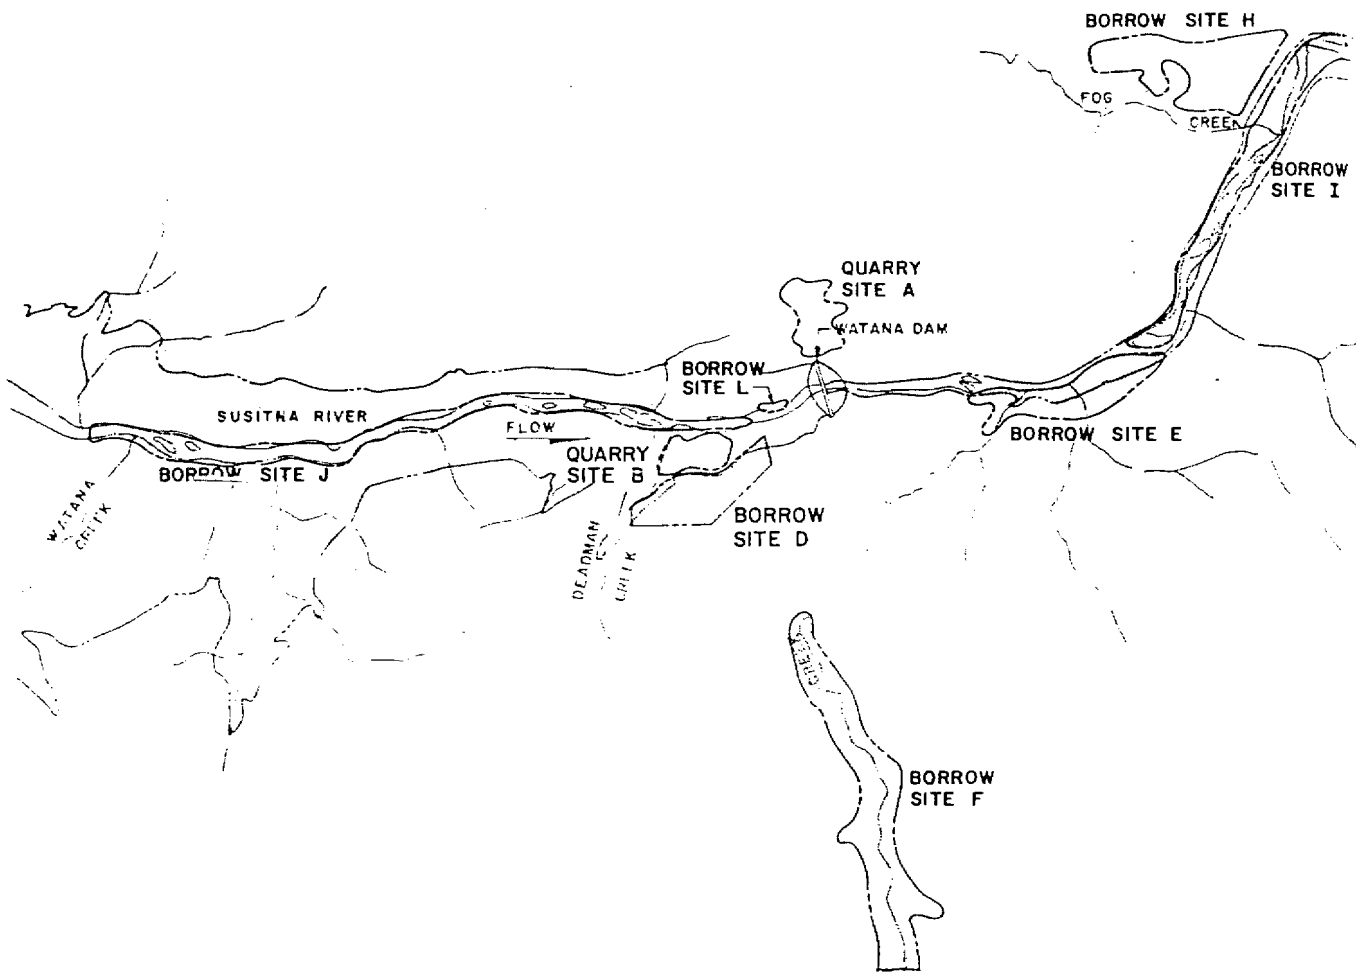 BORROW SITE H
FOG
CREEK
BORROW
SITE I
QUARRY
SITE A
WATANA DAM
BORROW
SITE L
SUSITNA RIVER
FLOW
BORROW SITE E
QUARRY
SITE B
BORROW SITE J
WATANA
CREEK
BORROW
SITE D
DEADMAN
CREEK
CREEK
BORROW
SITE F